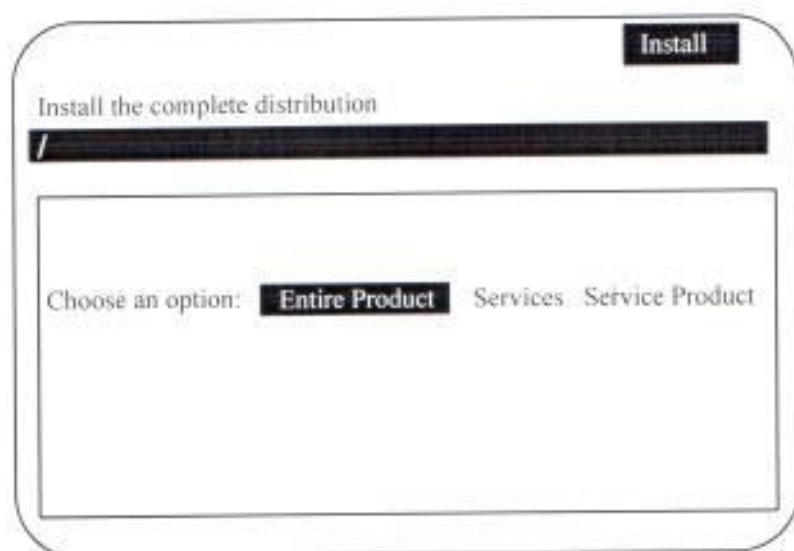 Install
Install the complete distribution
/
Choose an option: Entire Product Services Service Product